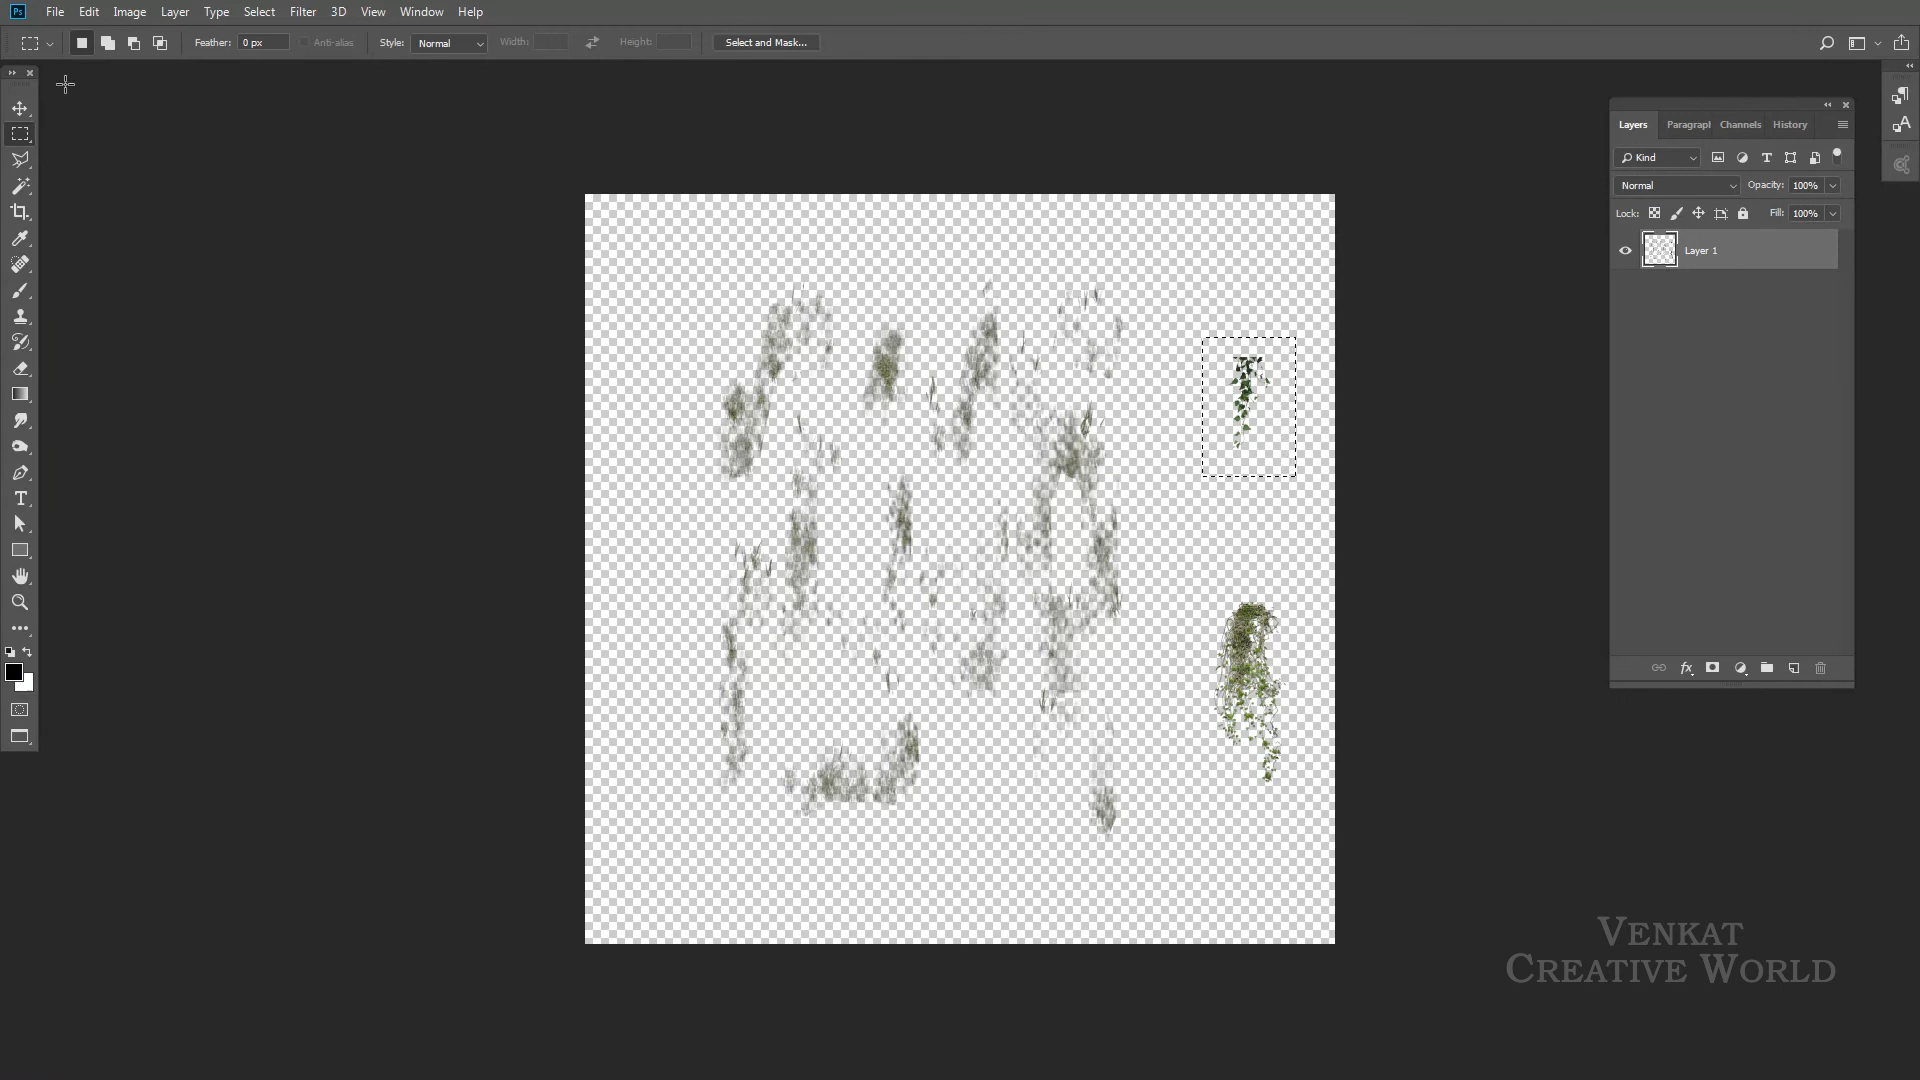 Ps File Edit Image Layer Type Select Filter 3D View Window Help
Feather: 0 px Anti-alias Style: Normal Width: Height: Select and Mask...
Layers Paragraph Channels History
Kind
Normal Opacity: 100%
Lock: Fill: 100%
Layer 1
VENKAT
CREATIVE WORLD